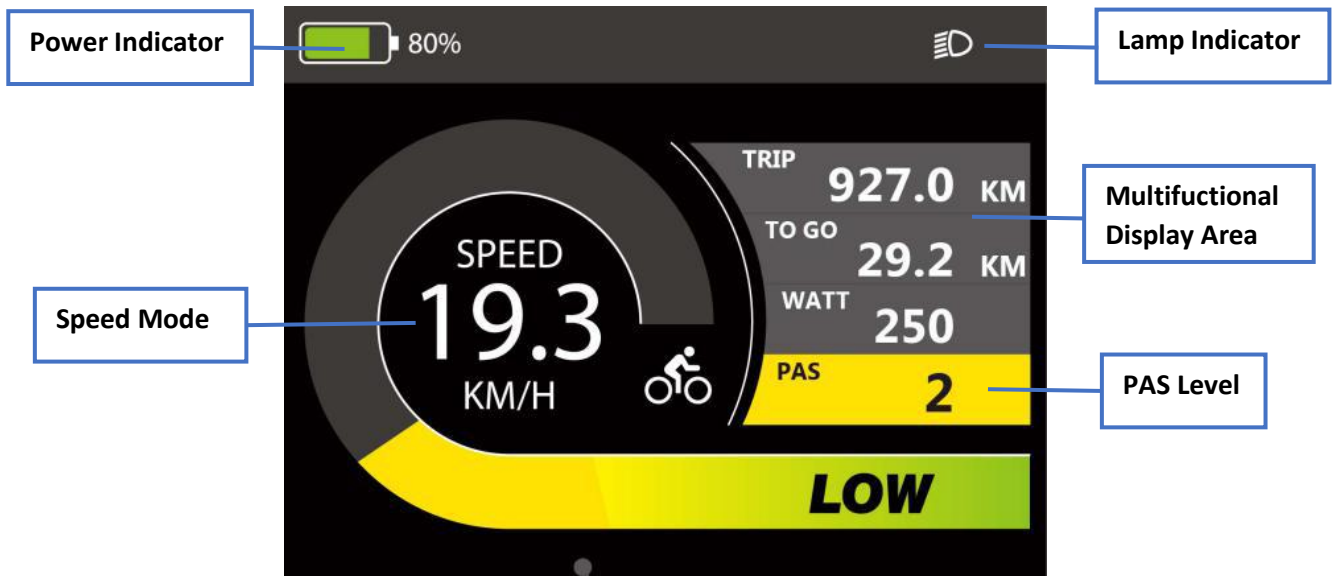 Power Indicator
80%
Lamp Indicator
TRIP
927.0 KM
Multifuctional
Display Area
TO GO
29.2 KM
SPEED
19.3
KM/H
Speed Mode
WATT
250
PAS
2
PAS Level
LOW